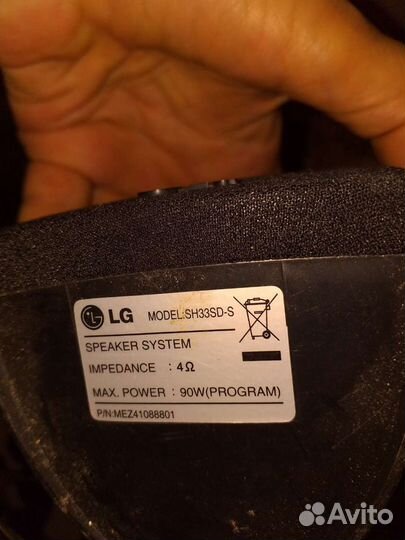 LG MODEL:SH33SD-S
SPEAKER SYSTEM
IMPEDANCE : 4Ω
MAX. POWER : 90W(PROGRAM)
P/N:MEZ41088801
Avito